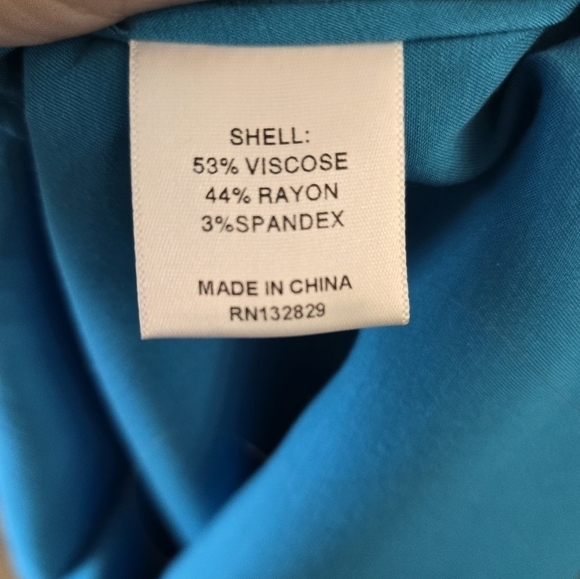 SHELL:
53% VISCOSE
44% RAYON
3%SPANDEX
MADE IN CHINA
RN132829